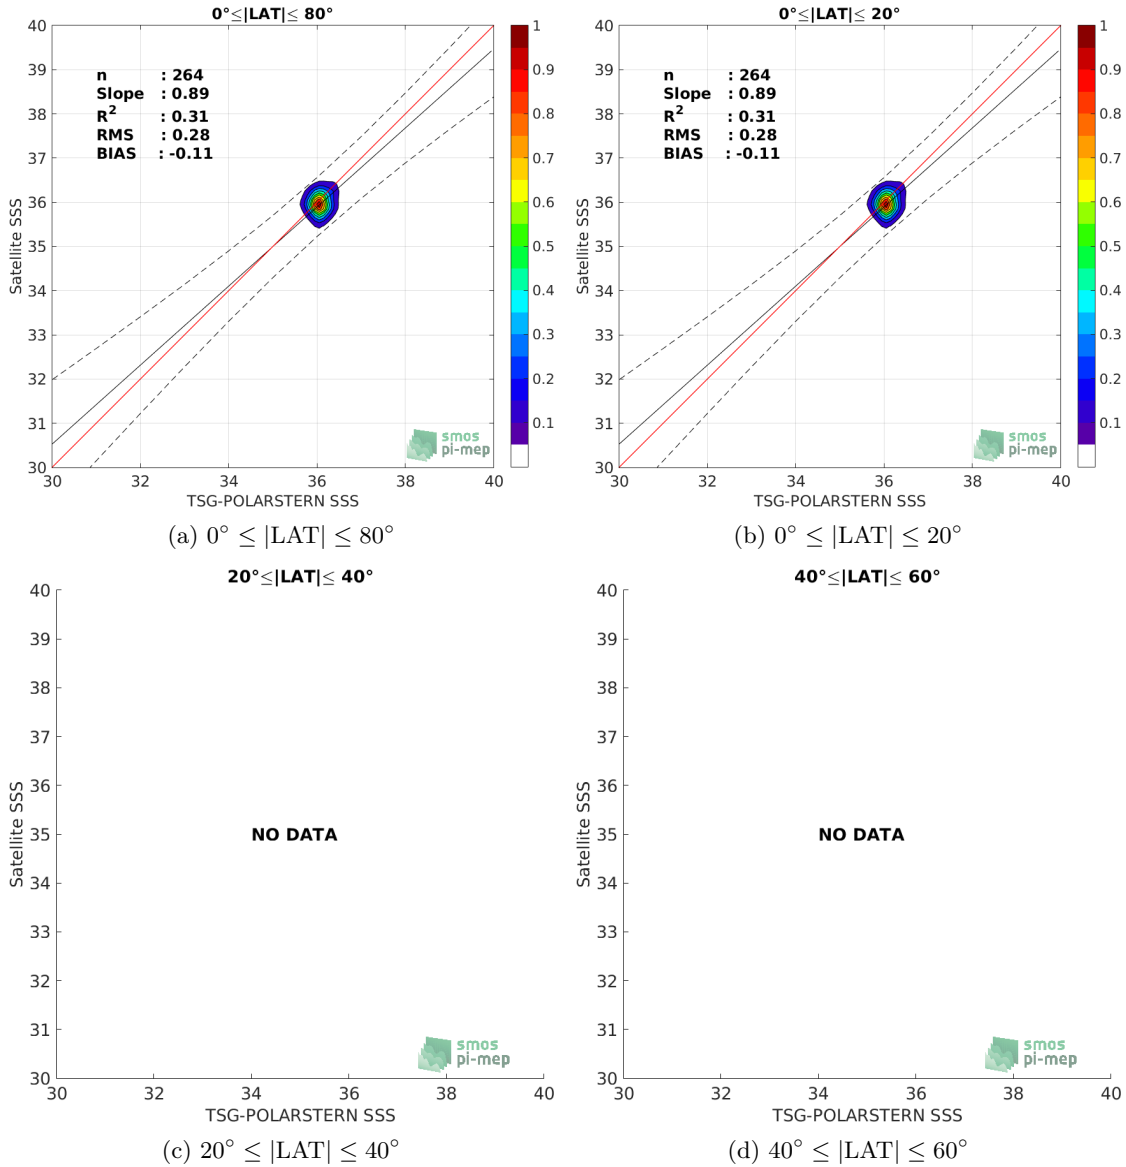 0°≤|LAT|≤ 80°
40
39
38
37
36
35
34
33
32
31
30
Satellite SSS
n : 264
Slope : 0.89
R² : 0.31
RMS : 0.28
BIAS : -0.11
smos
pi-mep
30 32 34 36 38 40
TSG-POLARSTERN SSS
1
0.9
0.8
0.7
0.6
0.5
0.4
0.3
0.2
0.1
(a) 0° ≤ |LAT| ≤ 80°
0°≤|LAT|≤ 20°
40
39
38
37
36
35
34
33
32
31
30
Satellite SSS
n : 264
Slope : 0.89
R² : 0.31
RMS : 0.28
BIAS : -0.11
smos
pi-mep
30 32 34 36 38 40
TSG-POLARSTERN SSS
1
0.9
0.8
0.7
0.6
0.5
0.4
0.3
0.2
0.1
(b) 0° ≤ |LAT| ≤ 20°
20°≤|LAT|≤ 40°
40
39
38
37
36
35
34
33
32
31
30
Satellite SSS
NO DATA
smos
pi-mep
30 32 34 36 38 40
TSG-POLARSTERN SSS
(c) 20° ≤ |LAT| ≤ 40°
40°≤|LAT|≤ 60°
40
39
38
37
36
35
34
33
32
31
30
Satellite SSS
NO DATA
smos
pi-mep
30 32 34 36 38 40
TSG-POLARSTERN SSS
(d) 40° ≤ |LAT| ≤ 60°